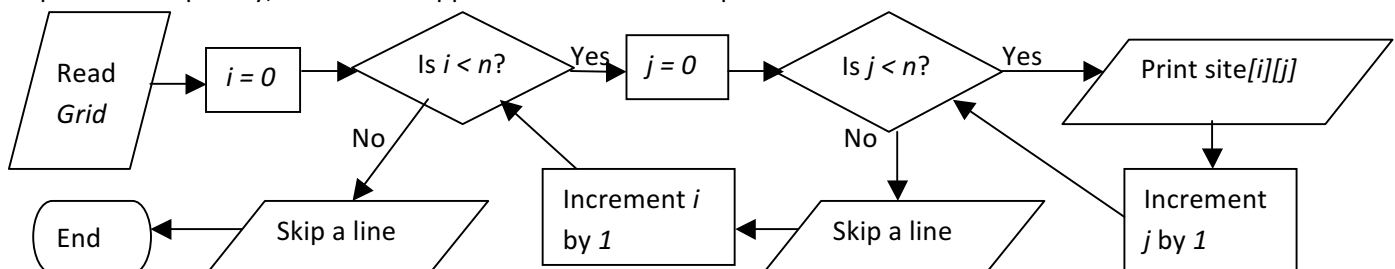 Read
Grid
i = 0
Is i < n?
Yes
j = 0
Is j < n?
Yes
Print site[i][j]
No
No
End
Skip a line
Increment i
by 1
Skip a line
Increment
j by 1